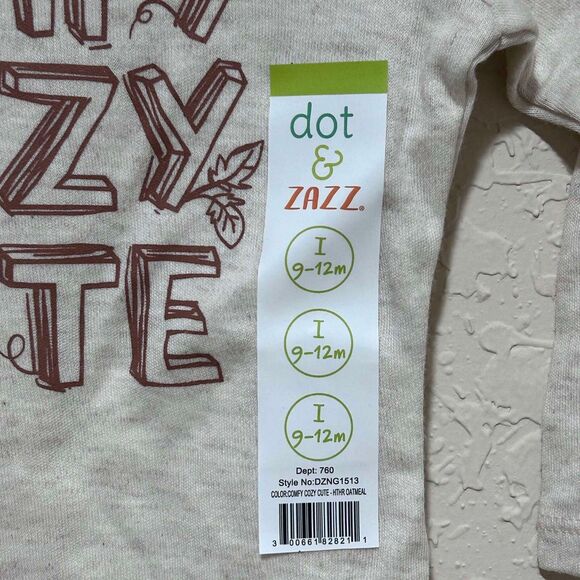 ZY
TE
dot
&
ZAZZ®
I
9-12m
I
9-12m
I
9-12m
Dept: 760
Style No:DZNG1513
COLOR:COMFY COZY CUTE - HTHR OATMEAL
3 00661 82821 1